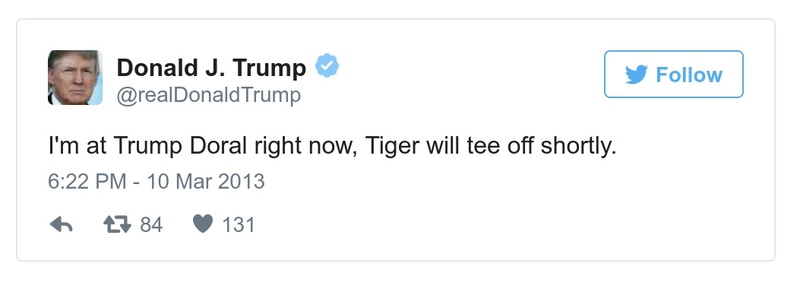 Donald J. Trump
@realDonaldTrump
Follow
I'm at Trump Doral right now, Tiger will tee off shortly.
6:22 PM - 10 Mar 2013
84 131